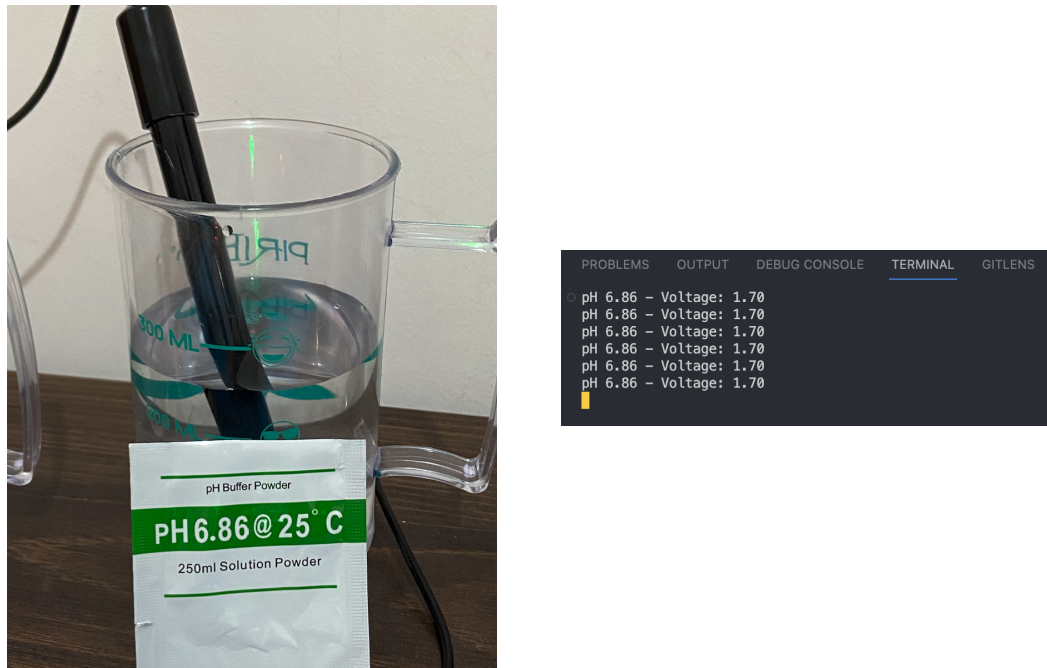 300 ML
200 ML
pH Buffer Powder
PH 6.86 @ 25° C
250ml Solution Powder
PROBLEMS OUTPUT DEBUG CONSOLE TERMINAL GITLENS
pH 6.86 – Voltage: 1.70
pH 6.86 – Voltage: 1.70
pH 6.86 – Voltage: 1.70
pH 6.86 – Voltage: 1.70
pH 6.86 – Voltage: 1.70
pH 6.86 – Voltage: 1.70